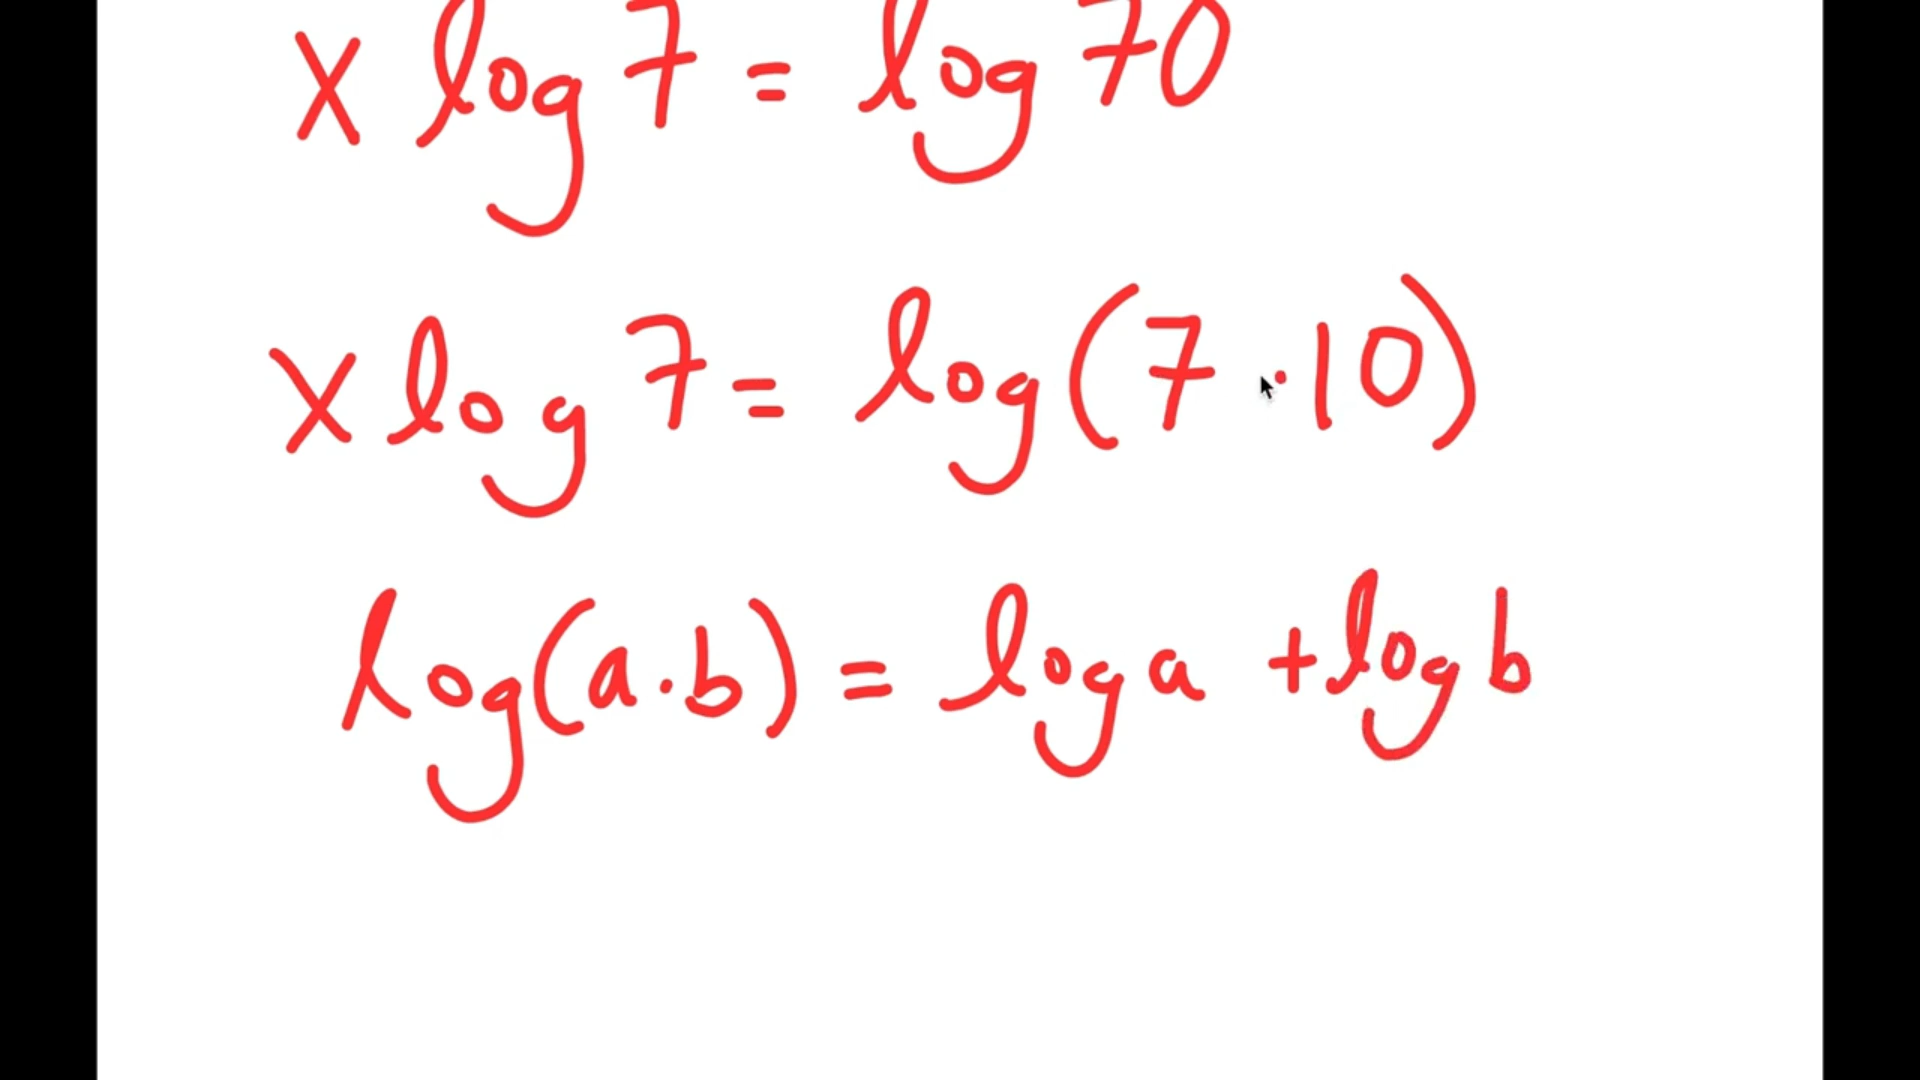 x log 7 = log 70
x log 7 = log(7·10)
log(a·b) = log a + log b